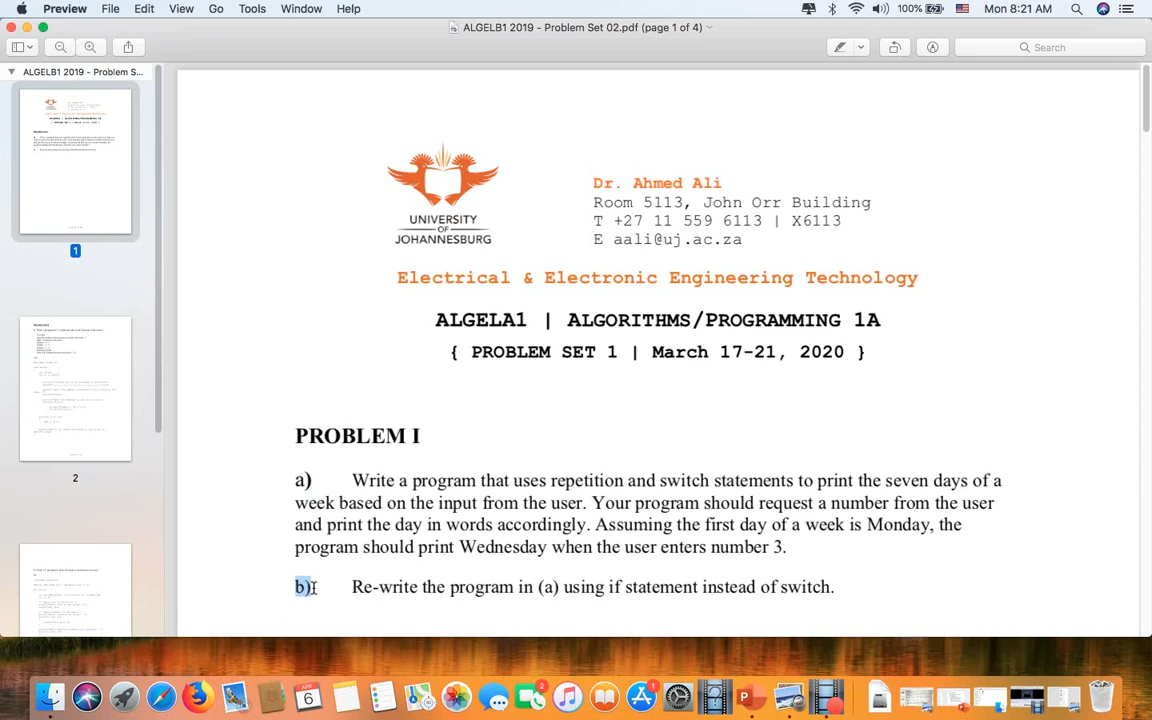 Preview File Edit View Go Tools Window Help 100% Mon 8:21 AM
ALGELB1 2019 - Problem Set 02.pdf (page 1 of 4)
Search
ALGELB1 2019 - Problem S...
1
2
UNIVERSITY
OF
JOHANNESBURG
Dr. Ahmed Ali
Room 5113, John Orr Building
T +27 11 559 6113 | X6113
E aali@uj.ac.za
Electrical & Electronic Engineering Technology
ALGELA1 | ALGORITHMS/PROGRAMMING 1A
{ PROBLEM SET 1 | March 17-21, 2020 }
PROBLEM I
a) Write a program that uses repetition and switch statements to print the seven days of a
week based on the input from the user. Your program should request a number from the user
and print the day in words accordingly. Assuming the first day of a week is Monday, the
program should print Wednesday when the user enters number 3.
b) Re-write the program in (a) using if statement instead of switch.
APR
6
2
1